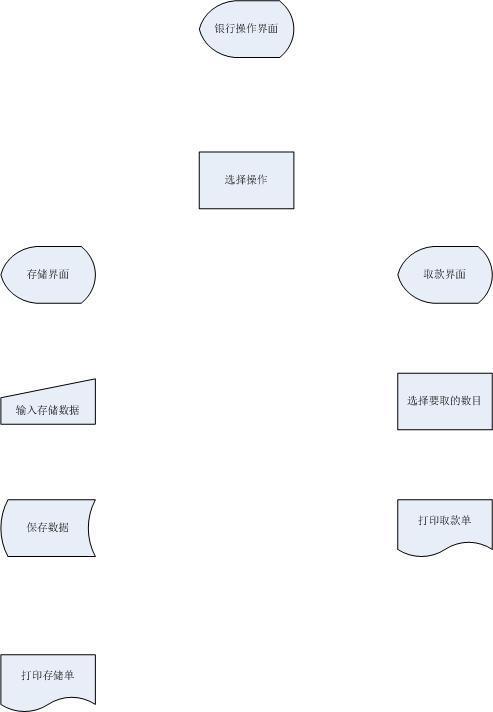 银行操作界面
选择操作
存储界面
取款界面
输入存储数据
选择要取的数目
保存数据
打印取款单
打印存储单